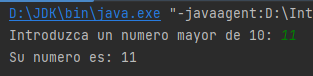 D:\JDK\bin\java.exe "-javaagent:D:\Int
Introduzca un numero mayor de 10: 11
Su numero es: 11